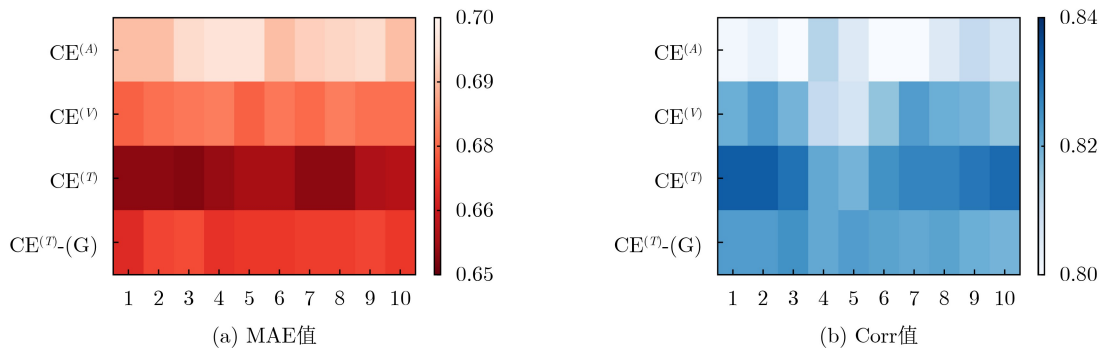 CE^(A)
CE^(V)
CE^(T)
CE^(T)-(G)
1 2 3 4 5 6 7 8 9 10
0.70
0.69
0.68
0.66
0.65
(a) MAE值
CE^(A)
CE^(V)
CE^(T)
CE^(T)-(G)
1 2 3 4 5 6 7 8 9 10
0.84
0.82
0.80
(b) Corr值